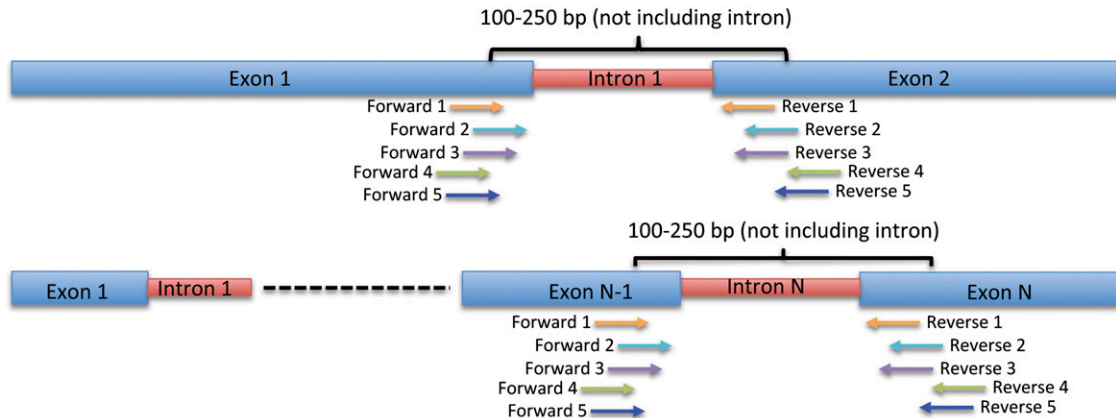 100-250 bp (not including intron)
Exon 1
Intron 1
Exon 2
Forward 1
Reverse 1
Forward 2
Reverse 2
Forward 3
Reverse 3
Forward 4
Reverse 4
Forward 5
Reverse 5
100-250 bp (not including intron)
Exon 1
Intron 1
Exon N-1
Intron N
Exon N
Forward 1
Reverse 1
Forward 2
Reverse 2
Forward 3
Reverse 3
Forward 4
Reverse 4
Forward 5
Reverse 5